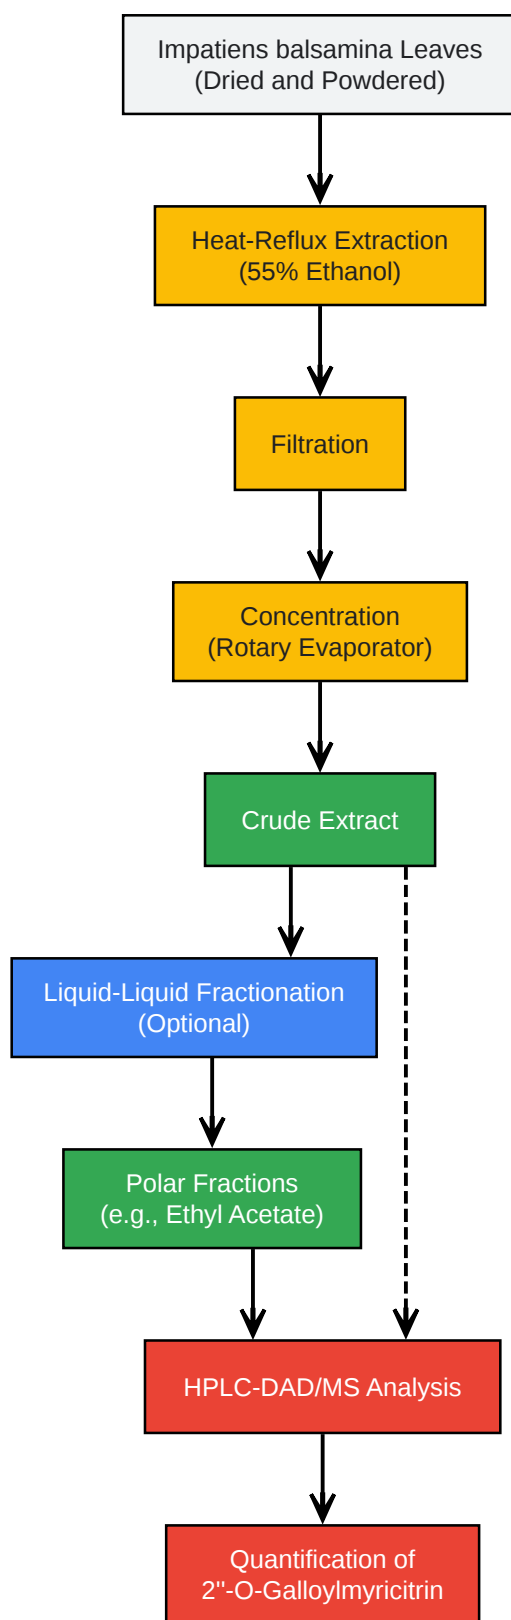 Impatiens balsamina Leaves
(Dried and Powdered)
Heat-Reflux Extraction
(55% Ethanol)
Filtration
Concentration
(Rotary Evaporator)
Crude Extract
Liquid-Liquid Fractionation
(Optional)
Polar Fractions
(e.g., Ethyl Acetate)
HPLC-DAD/MS Analysis
Quantification of
2"-O-Galloylmyricitrin